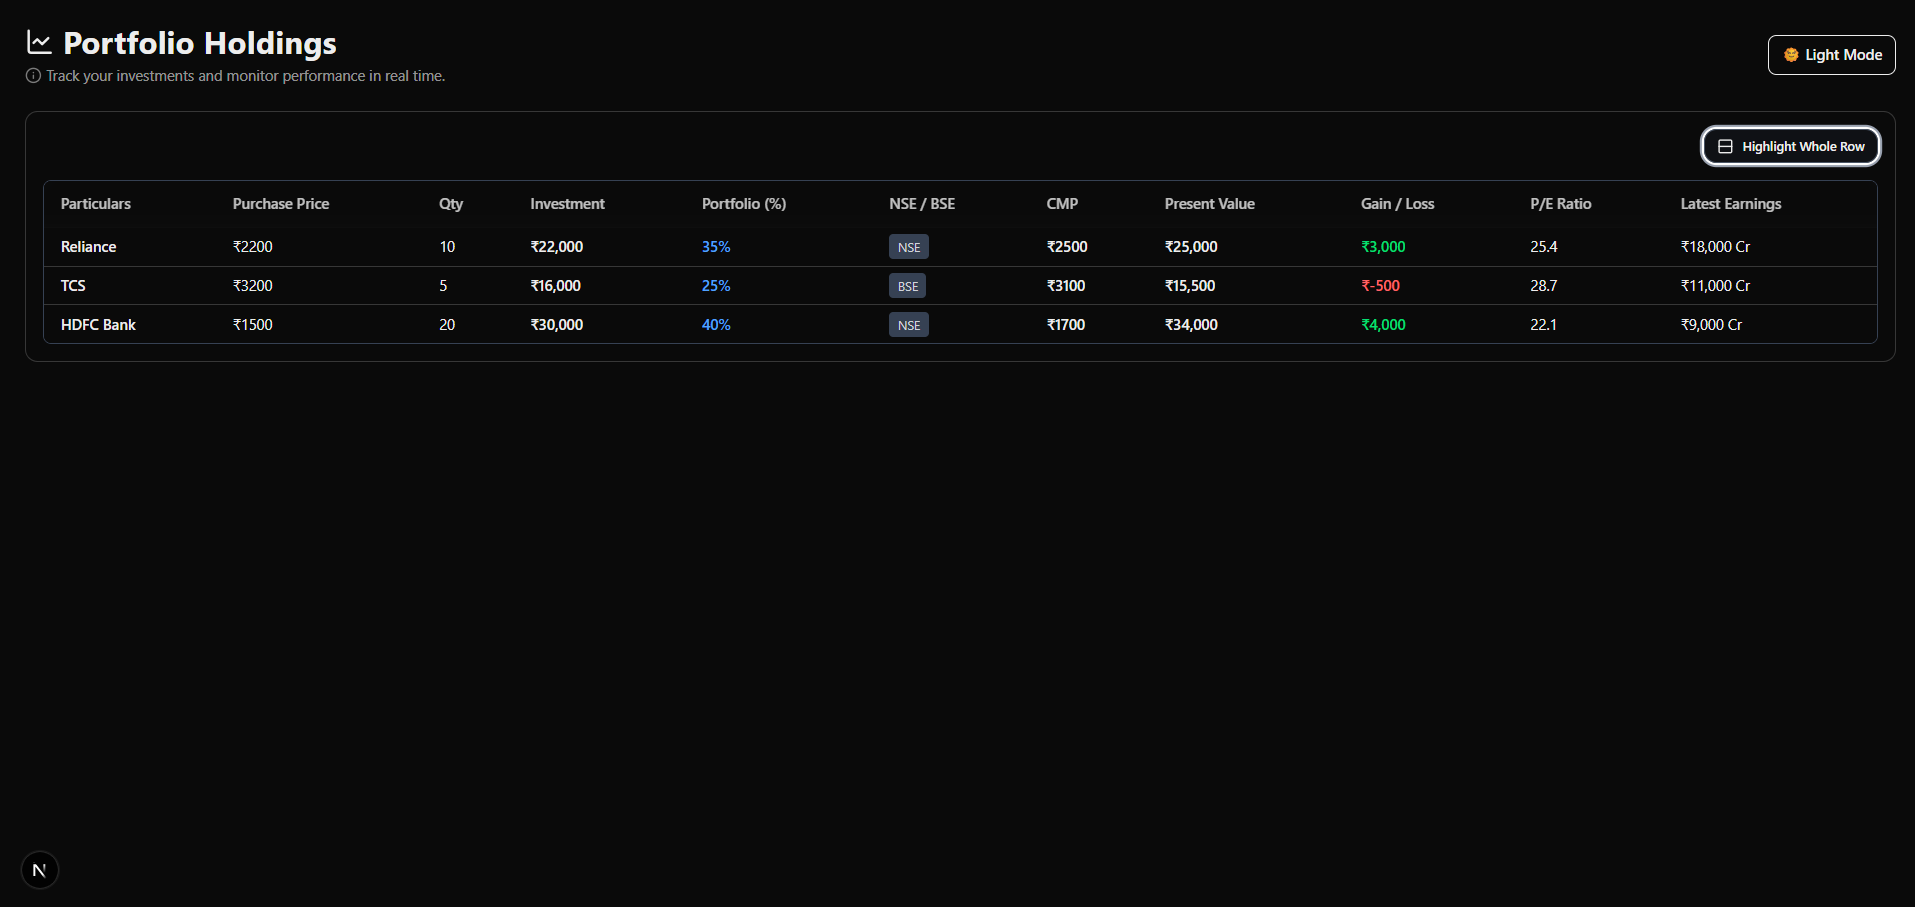 Portfolio Holdings
Track your investments and monitor performance in real time.
Light Mode
Highlight Whole Row
Particulars Purchase Price Qty Investment Portfolio (%) NSE / BSE CMP Present Value Gain / Loss P/E Ratio Latest Earnings
Reliance ₹2200 10 ₹22,000 35% NSE ₹2500 ₹25,000 ₹3,000 25.4 ₹18,000 Cr
TCS ₹3200 5 ₹16,000 25% BSE ₹3100 ₹15,500 ₹-500 28.7 ₹11,000 Cr
HDFC Bank ₹1500 20 ₹30,000 40% NSE ₹1700 ₹34,000 ₹4,000 22.1 ₹9,000 Cr
N